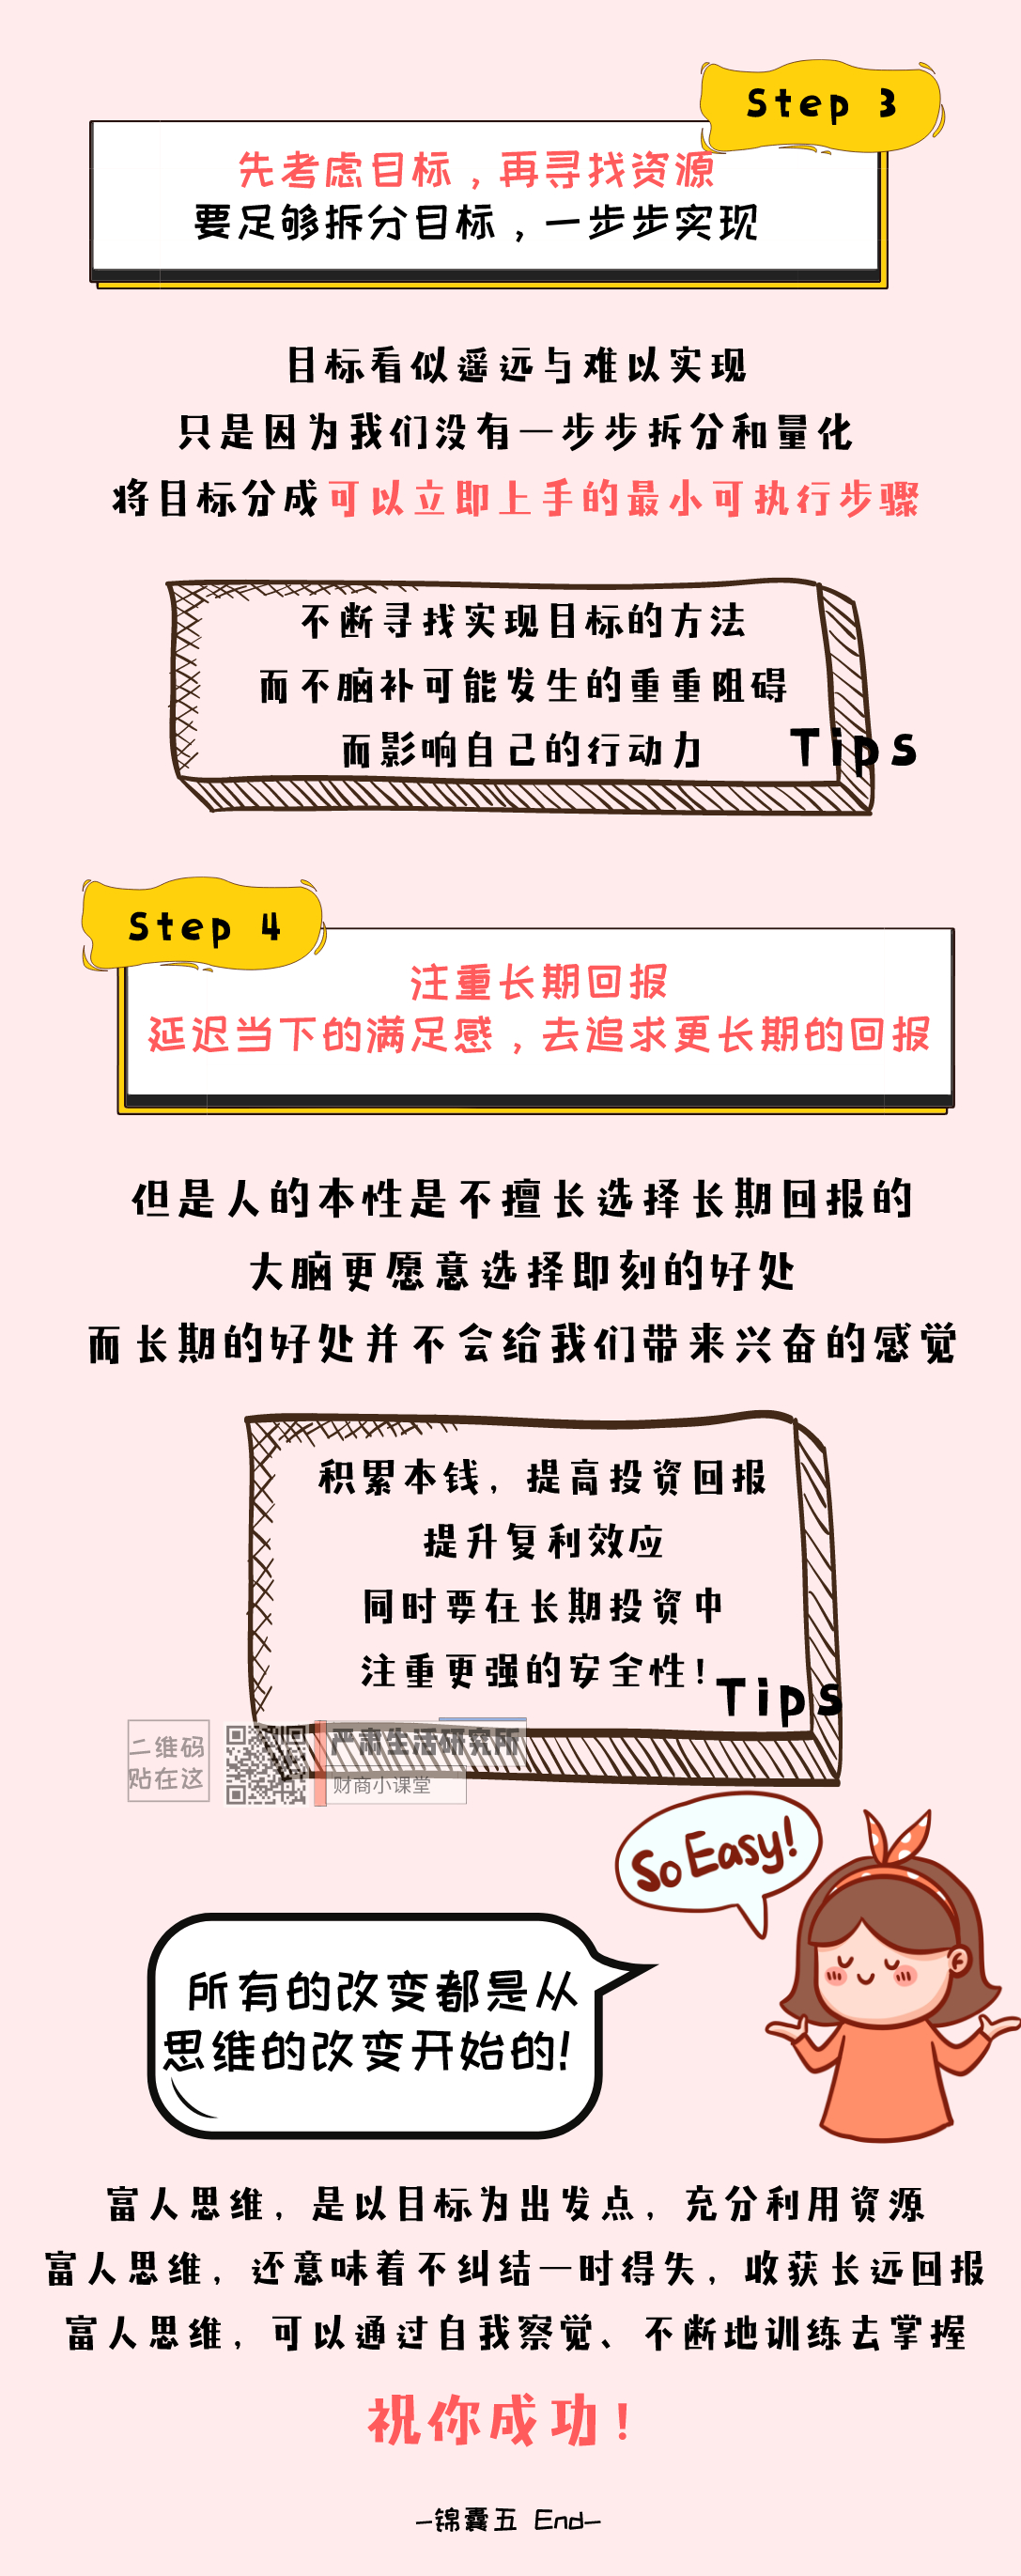 Step 3
先考虑目标，再寻找资源
要足够拆分目标，一步步实现
目标看似遥远与难以实现
只是因为我们没有一步步拆分和量化
将目标分成可以立即上手的最小可执行步骤
不断寻找实现目标的方法
而不脑补可能发生的重重阻碍
而影响自己的行动力
Tips
Step 4
注重长期回报
延迟当下的满足感，去追求更长期的回报
但是人的本性是不擅长选择长期回报的
大脑更愿意选择即刻的好处
而长期的好处并不会给我们带来兴奋的感觉
积累本钱，提高投资回报
提升复利效应
同时要在长期投资中
注重更强的安全性！
Tips
二维码
贴在这
严肃生活研究所
财商小课堂
So Easy!
所有的改变都是从
思维的改变开始的！
富人思维，是以目标为出发点，充分利用资源
富人思维，还意味着不纠结一时得失，收获长远回报
富人思维，可以通过自我察觉、不断地训练去掌握
祝你成功！
—锦囊五 End—